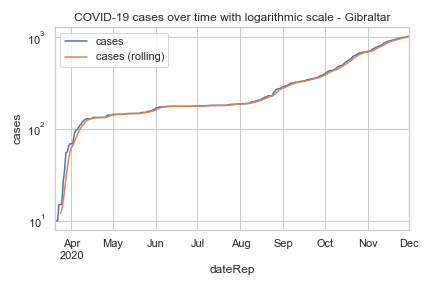 COVID-19 cases over time with logarithmic scale - Gibraltar
cases
cases (rolling)
10³
10²
10¹
cases
Apr May Jun Jul Aug Sep Oct Nov Dec
2020
dateRep